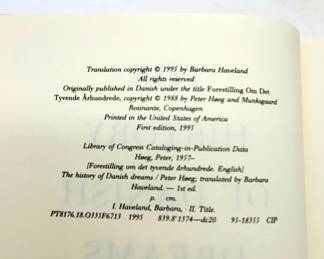 Translation copyright © 1995 by Barbara Haveland
All rights reserved
Originally published in Danish under the title Forestilling Om Det
Tyvende Århundrede, copyright © 1988 by Peter Høeg and Munksgaard
Rosinante, Copenhagen
Printed in the United States of America
First edition, 1995
Library of Congress Cataloging-in-Publication Data
Høeg, Peter, 1957–
[Forestilling om det tyvende århundrede. English]
The history of Danish dreams / Peter Høeg; translated by Barbara
Haveland. — 1st ed.
p. cm.
I. Haveland, Barbara, · II. Title.
PT8176.18.O335F6713 1995 839.8'1374—dc20 95-18355 CIP